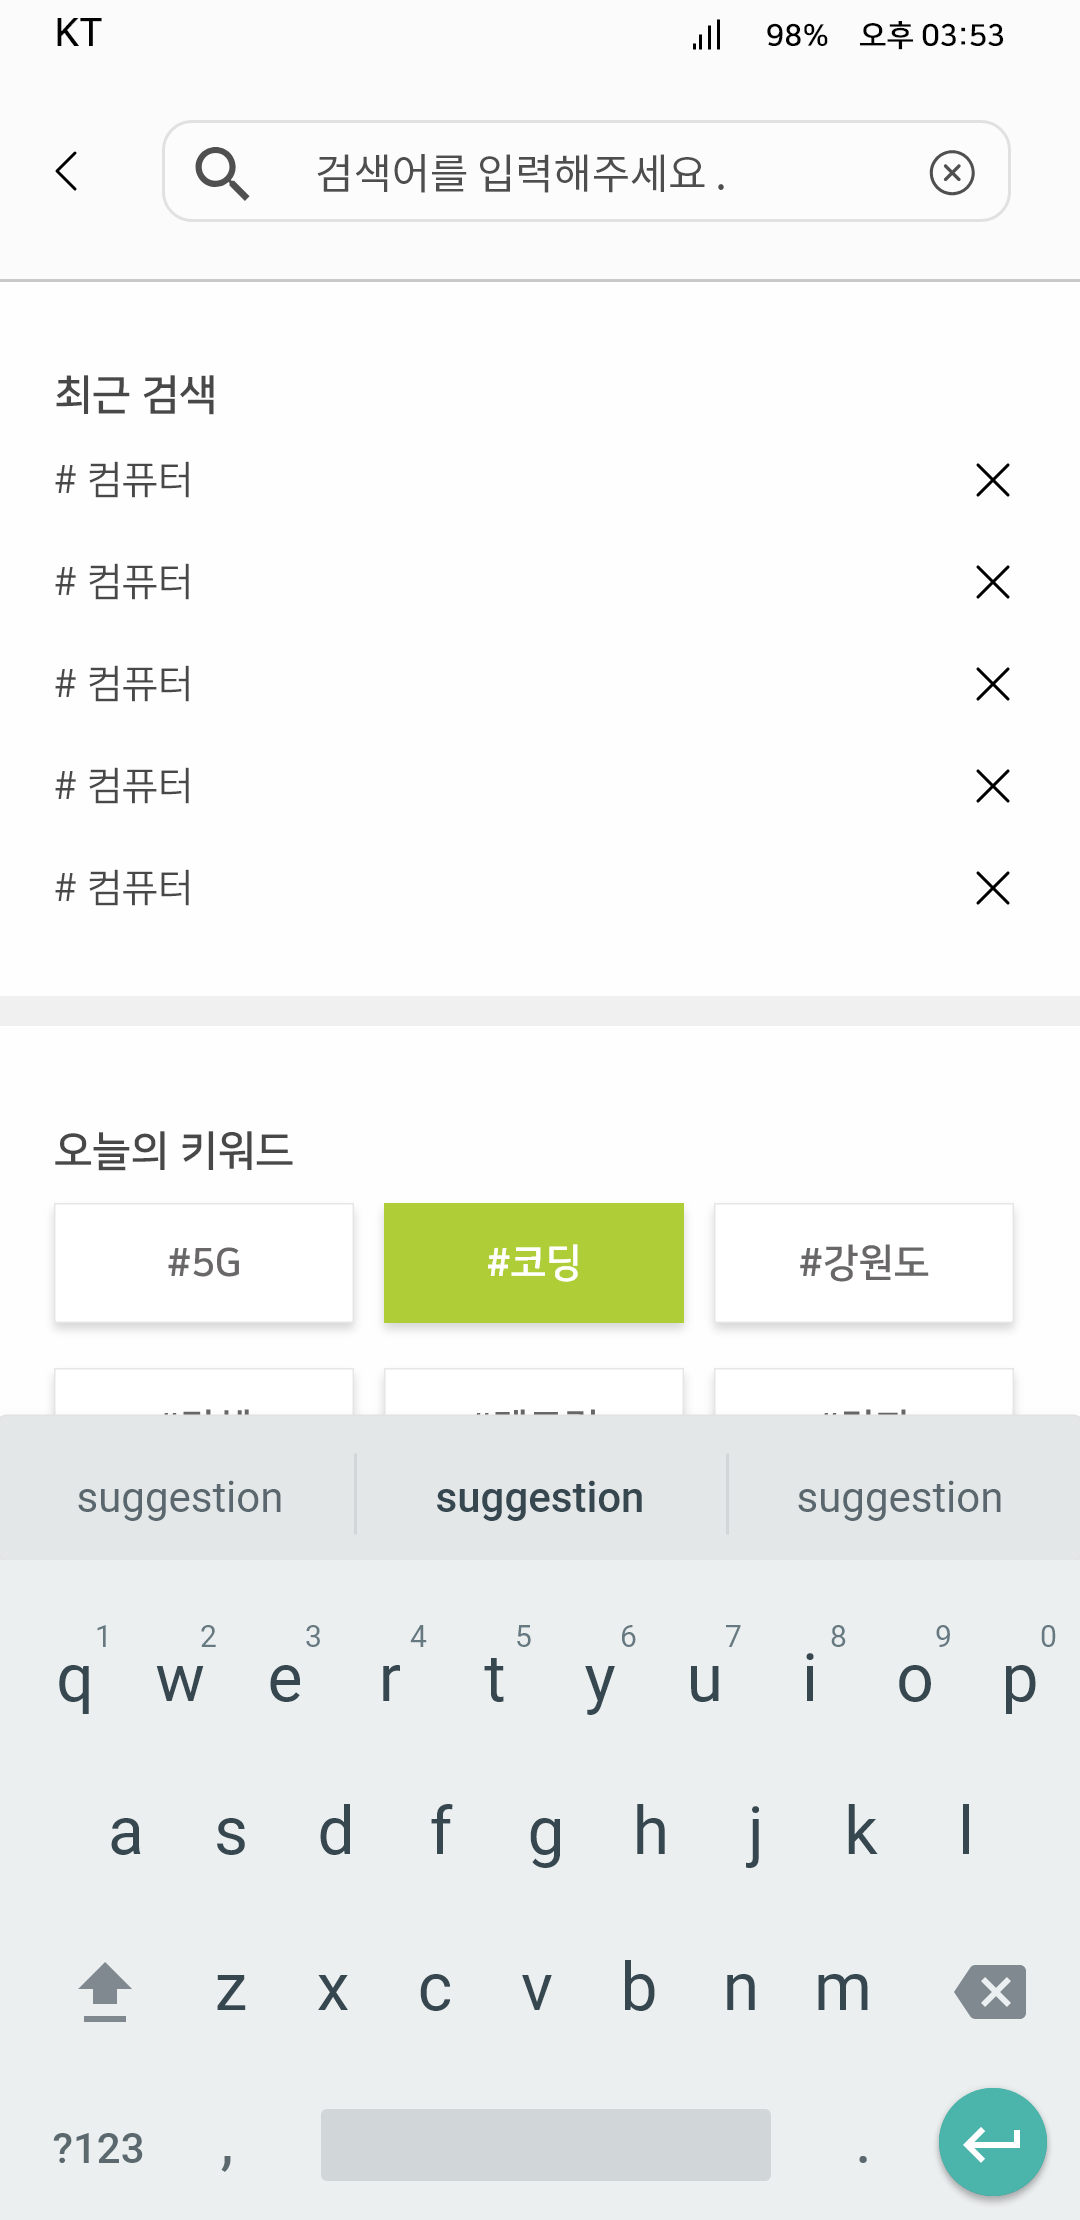 KT 98% 오후 03:53
검색어를 입력해주세요 .
최근 검색
# 컴퓨터
# 컴퓨터
# 컴퓨터
# 컴퓨터
# 컴퓨터
오늘의 키워드
#5G #코딩 #강원도
suggestion suggestion suggestion
1 2 3 4 5 6 7 8 9 0
q w e r t y u i o p
a s d f g h j k l
z x c v b n m
?123 , .